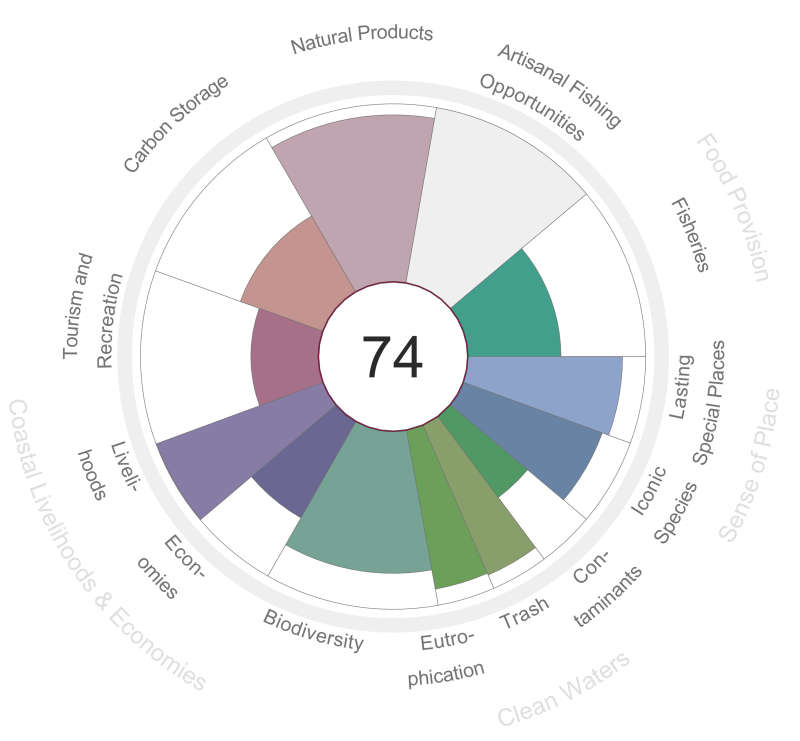 Natural Products
Artisanal Fishing
Opportunities
Food Provision
Fisheries
Lasting
Special Places
Sense of Place
Iconic
Species
Con-
taminants
Trash
Clean Waters
Eutro-
phication
Biodiversity
Econ-
omies
Coastal Livelihoods & Economies
Liveli-
hoods
Tourism and
Recreation
Carbon Storage
74